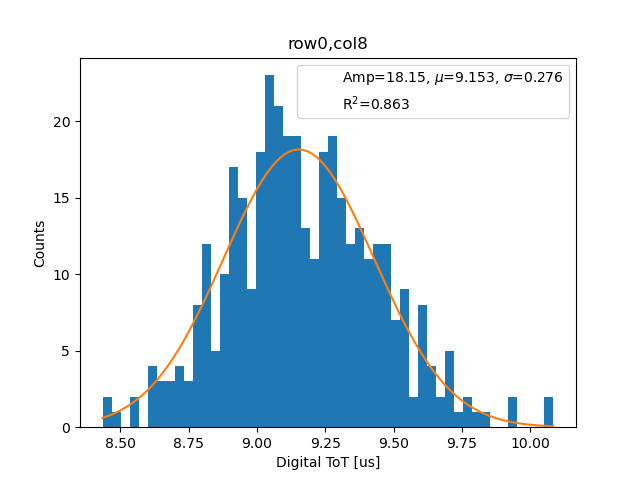 row0,col8
Amp=18.15, μ=9.153, σ=0.276
R²=0.863
Counts
20
15
10
5
0
8.50 8.75 9.00 9.25 9.50 9.75 10.00
Digital ToT [us]